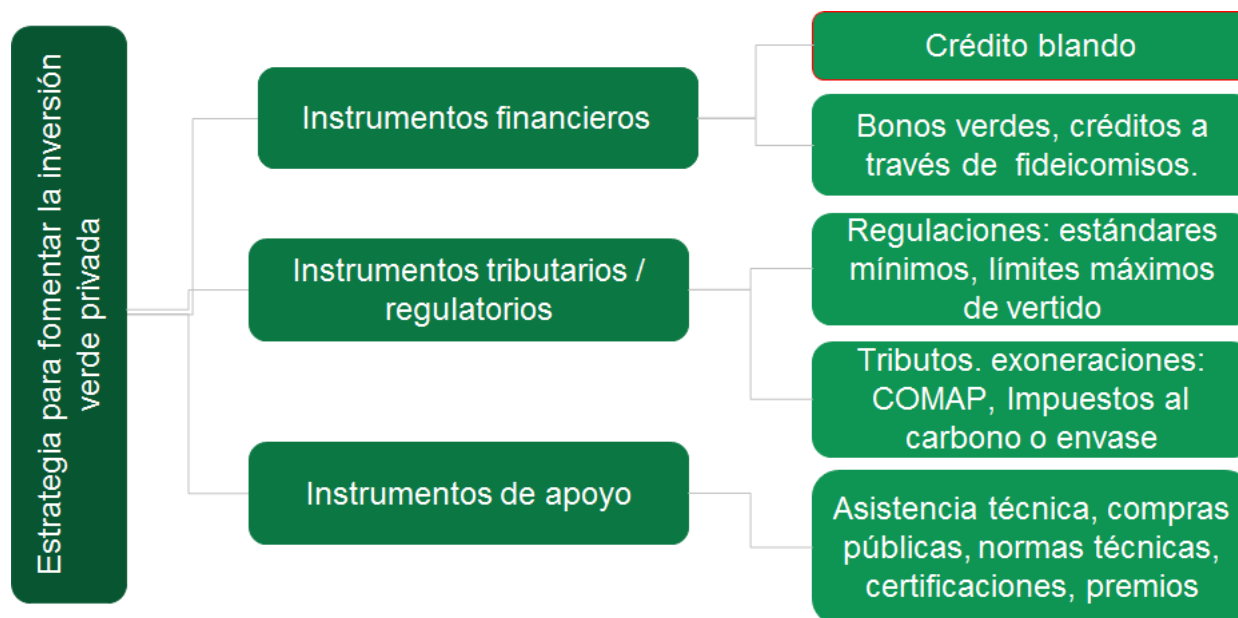 Estrategia para fomentar la inversión
verde privada
Instrumentos financieros
Crédito blando
Bonos verdes, créditos a
través de fideicomisos.
Instrumentos tributarios /
regulatorios
Regulaciones: estándares
mínimos, límites máximos
de vertido
Tributos. exoneraciones:
COMAP, Impuestos al
carbono o envase
Instrumentos de apoyo
Asistencia técnica, compras
públicas, normas técnicas,
certificaciones, premios